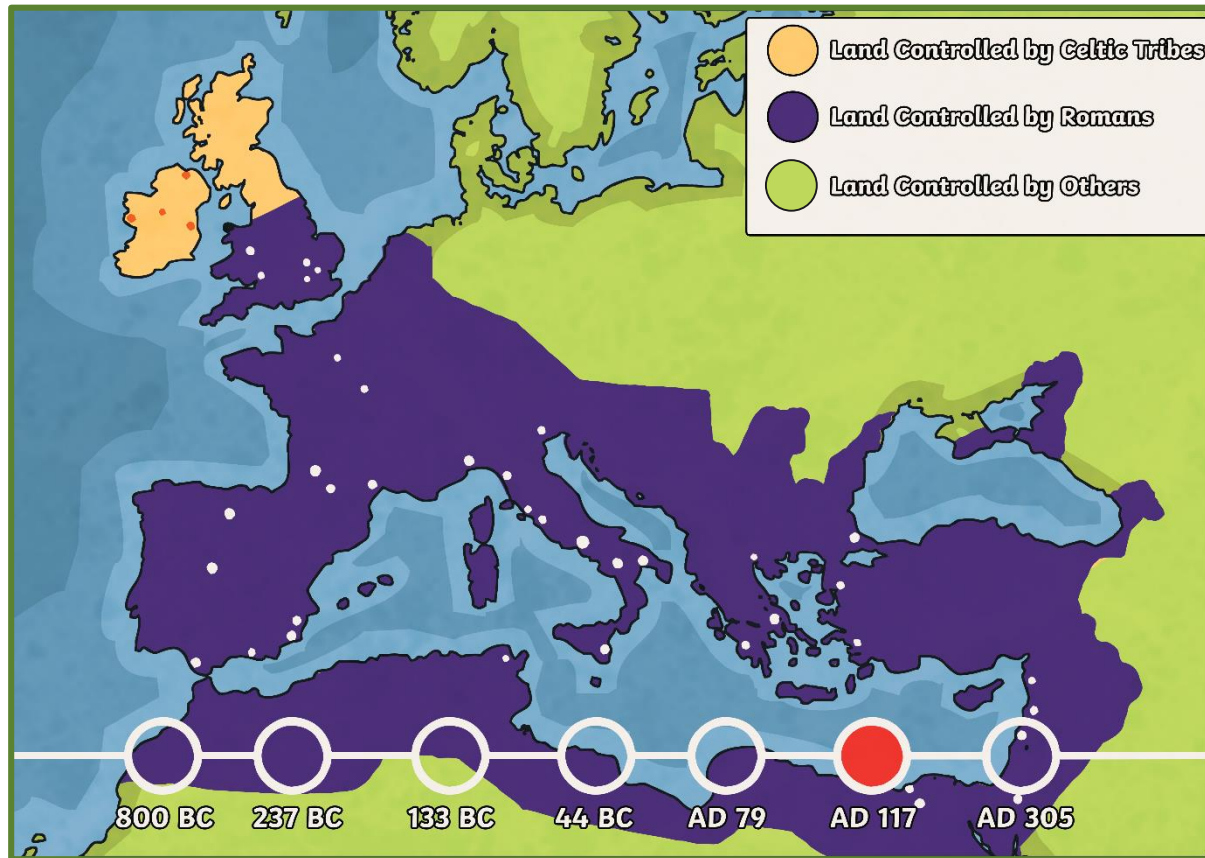 Land Controlled by Celtic Tribes
Land Controlled by Romans
Land Controlled by Others
800 BC 237 BC 133 BC 44 BC AD 79 AD 117 AD 305